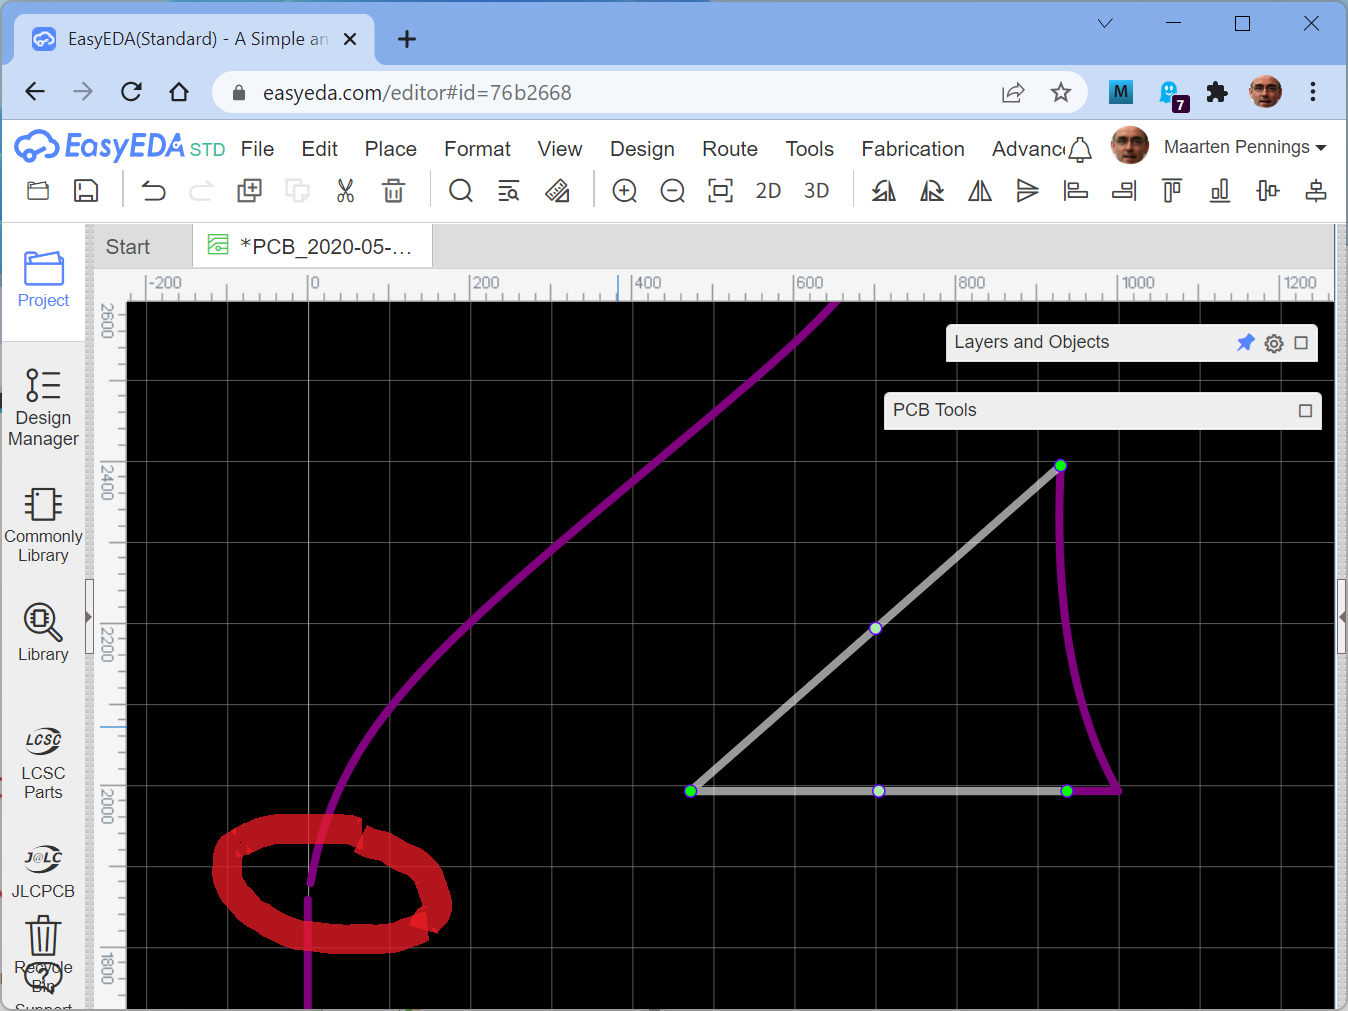 EasyEDA(Standard) - A Simple an
easyeda.com/editor#id=76b2668
M
7
EasyEDA STD File Edit Place Format View Design Route Tools Fabrication Advanc Maarten Pennings
2D 3D
Start *PCB_2020-05-...
Project
-200 0 200 400 600 800 1000 1200
2600
2400
2200
2000
1800
Layers and Objects
PCB Tools
Design
Manager
Commonly
Library
Library
LCSC
LCSC
Parts
J@LC
JLCPCB
Recycle
Bin
Support